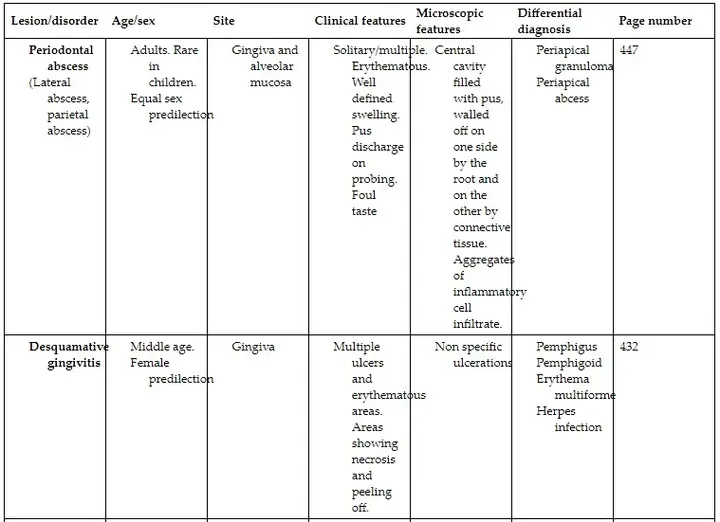 Lesion/disorder Age/sex Site Clinical features Microscopic features Differential diagnosis Page number
Periodontal
abscess
(Lateral
abscess,
parietal
abscess)
Adults. Rare
in
children.
Equal sex
predilection
Gingiva and
alveolar
mucosa
Solitary/multiple.
Erythematous.
Well
defined
swelling.
Pus
discharge
on
probing.
Foul
taste
Central
cavity
filled
with pus,
walled
off on
one side
by the
root and
on the
other by
connective
tissue.
Aggregates
of
inflammatory
cell
infiltrate.
Periapical
granuloma
Periapical
abcess
447
Desquamative
gingivitis
Middle age.
Female
predilection
Gingiva
Multiple
ulcers
and
erythematous
areas.
Areas
showing
necrosis
and
peeling
off.
Non specific
ulcerations
Pemphigus
Pemphigoid
Erythema
multiforme
Herpes
infection
432